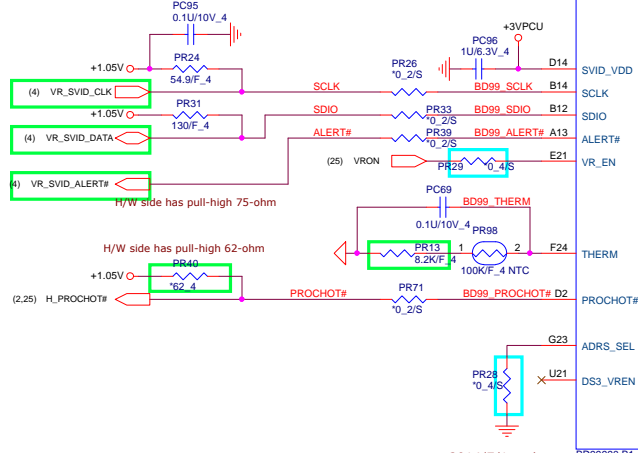 PC95
0.1U/10V_4
+3VPCU
PC96
1U/6.3V_4
+1.05V
PR24
54.9/F_4
PR26
*0_2/S
D14
SVID_VDD
(4) VR_SVID_CLK
SCLK
BD99_SCLK
B14
SCLK
+1.05V
PR31
130/F_4
PR33
*0_2/S
(4) VR_SVID_DATA
SDIO
BD99_SDIO
B12
SDIO
PR39
*0_2/S
ALERT#
BD99_ALERT#
A13
ALERT#
(25) VRON
PR29
0_4/S
E21
VR_EN
(4) VR_SVID_ALERT#
H/W side has pull-high 75-ohm
PC69
0.1U/10V_4
BD99_THERM
H/W side has pull-high 62-ohm
PR13
8.2K/F_4
1
PR98
2
100K/F_4 NTC
F24
THERM
+1.05V
PR40
*62_4
(2,25) H_PROCHOT#
PROCHOT#
PR71
*0_2/S
BD99_PROCHOT#
D2
PROCHOT#
G23
ADRS_SEL
PR28
*0_4/S
U21
DS3_VREN